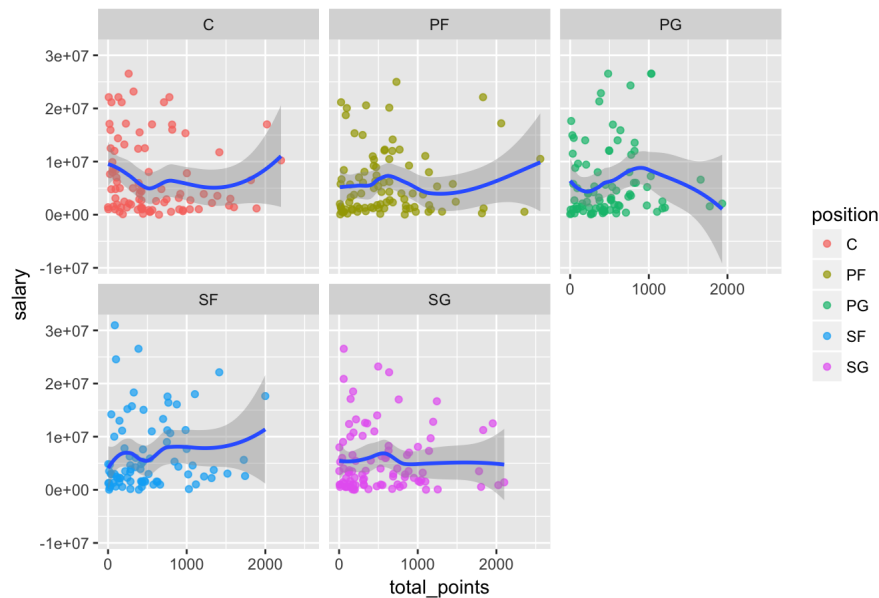 C PF PG
3e+07
2e+07
1e+07
0e+00
-1e+07
0 1000 2000
SF SG
3e+07
2e+07
1e+07
0e+00
-1e+07
0 1000 2000 0 1000 2000
salary
total_points
position
C
PF
PG
SF
SG